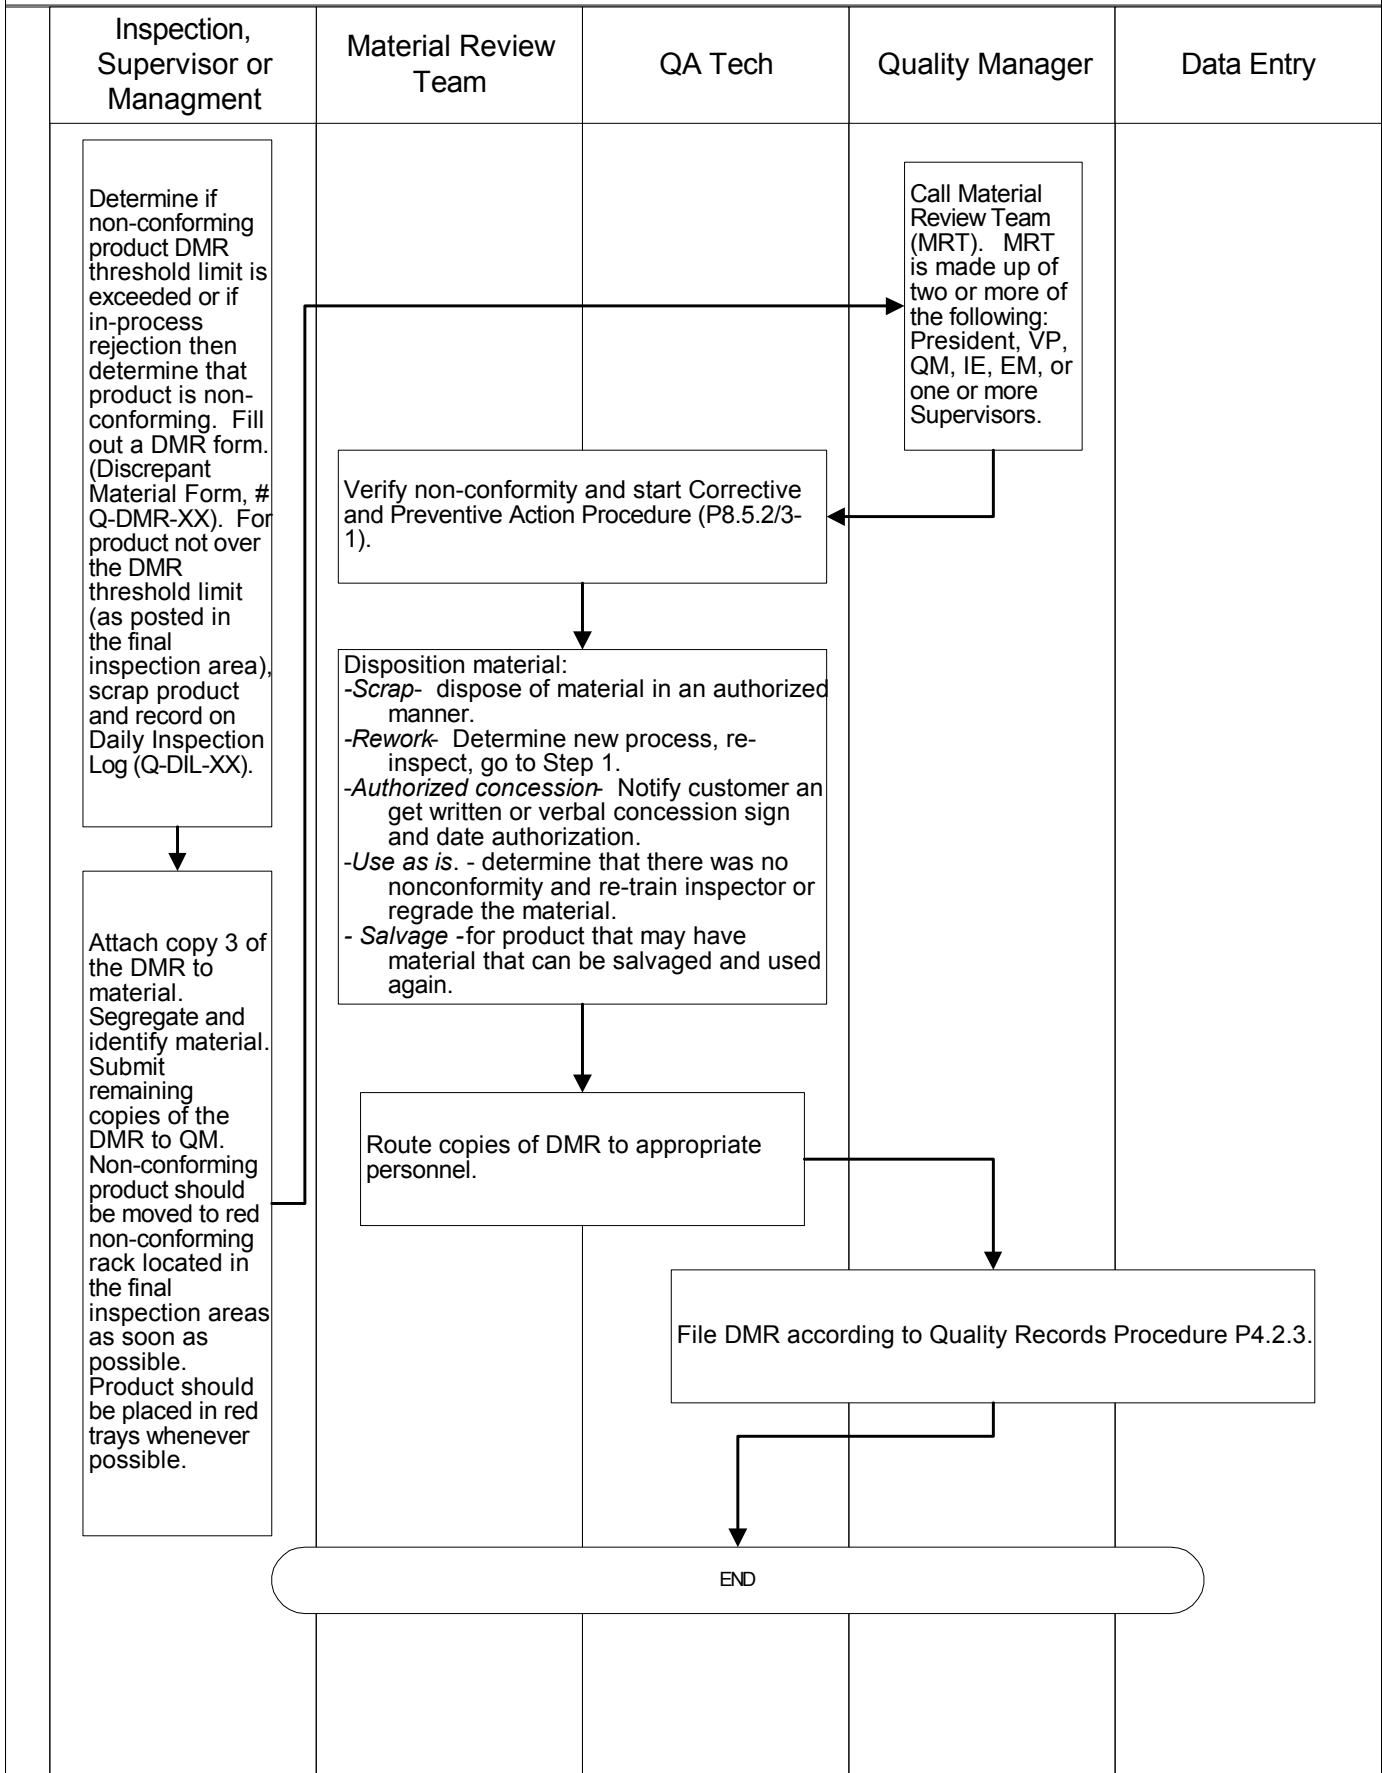 Inspection,
Supervisor or
Managment
Material Review
Team
QA Tech
Quality Manager
Data Entry
Determine if
non-conforming
product DMR
threshold limit is
exceeded or if
in-process
rejection then
determine that
product is non-
conforming.  Fill
out a DMR form.
(Discrepant
Material Form, #
Q-DMR-XX).  For
product not over
the DMR
threshold limit
(as posted in
the final
inspection area),
scrap product
and record on
Daily Inspection
Log (Q-DIL-XX).
Attach copy 3 of
the DMR to
material.
Segregate and
identify material.
Submit
remaining
copies of the
DMR to QM.
Non-conforming
product should
be moved to red
non-conforming
rack located in
the final
inspection areas
as soon as
possible.
Product should
be placed in red
trays whenever
possible.
Call Material
Review Team
(MRT).   MRT
is made up of
two or more of
the following:
President, VP,
QM, IE, EM, or
one or more
Supervisors.
Verify non-conformity and start Corrective
and Preventive Action Procedure (P8.5.2/3-
1).
Disposition material:
-Scrap-  dispose of material in an authorized
manner.
-Rework-  Determine new process, re-
inspect, go to Step 1.
-Authorized concession-  Notify customer an
get written or verbal concession sign
and date authorization.
-Use as is. - determine that there was no
nonconformity and re-train inspector or
regrade the material.
- Salvage -for product that may have
material that can be salvaged and used
again.
Route copies of DMR to appropriate
personnel.
File DMR according to Quality Records Procedure P4.2.3.
END